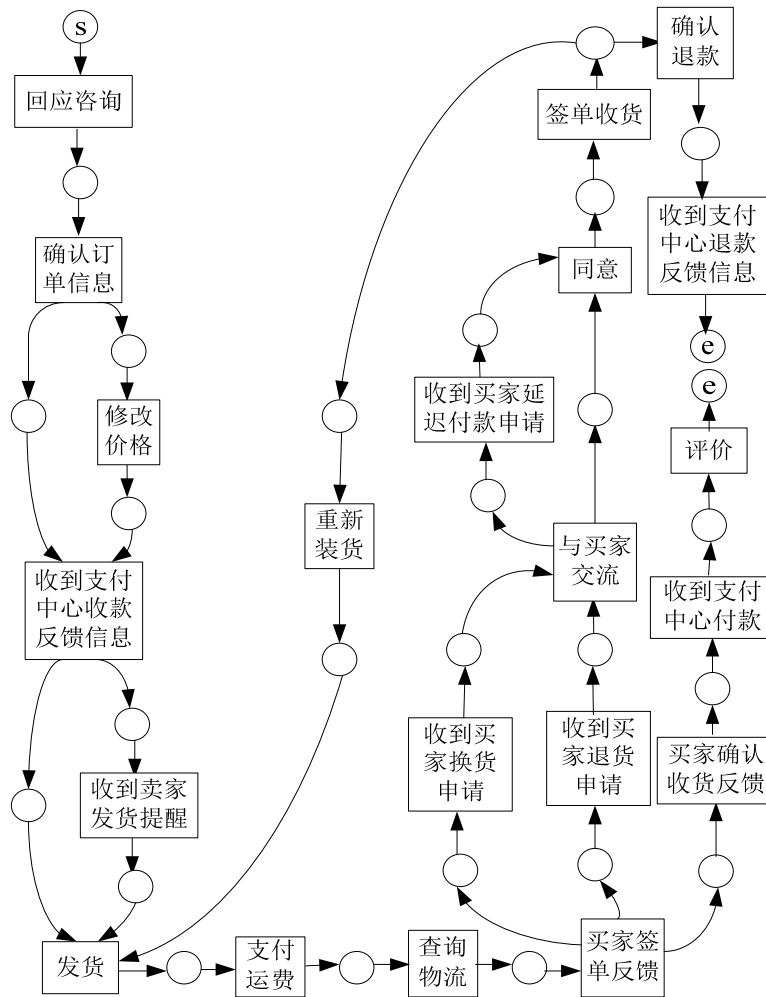 s
回应咨询
确认订
单信息
修改
价格
收到支付
中心收款
反馈信息
收到卖家
发货提醒
发货
支付
运费
查询
物流
买家签
单反馈
重新
装货
收到买
家换货
申请
收到买
家退货
申请
买家确认
收货反馈
与买家
交流
收到支付
中心付款
收到买家延
迟付款申请
评价
e
同意
签单收货
确认
退款
收到支付
中心退款
反馈信息
e